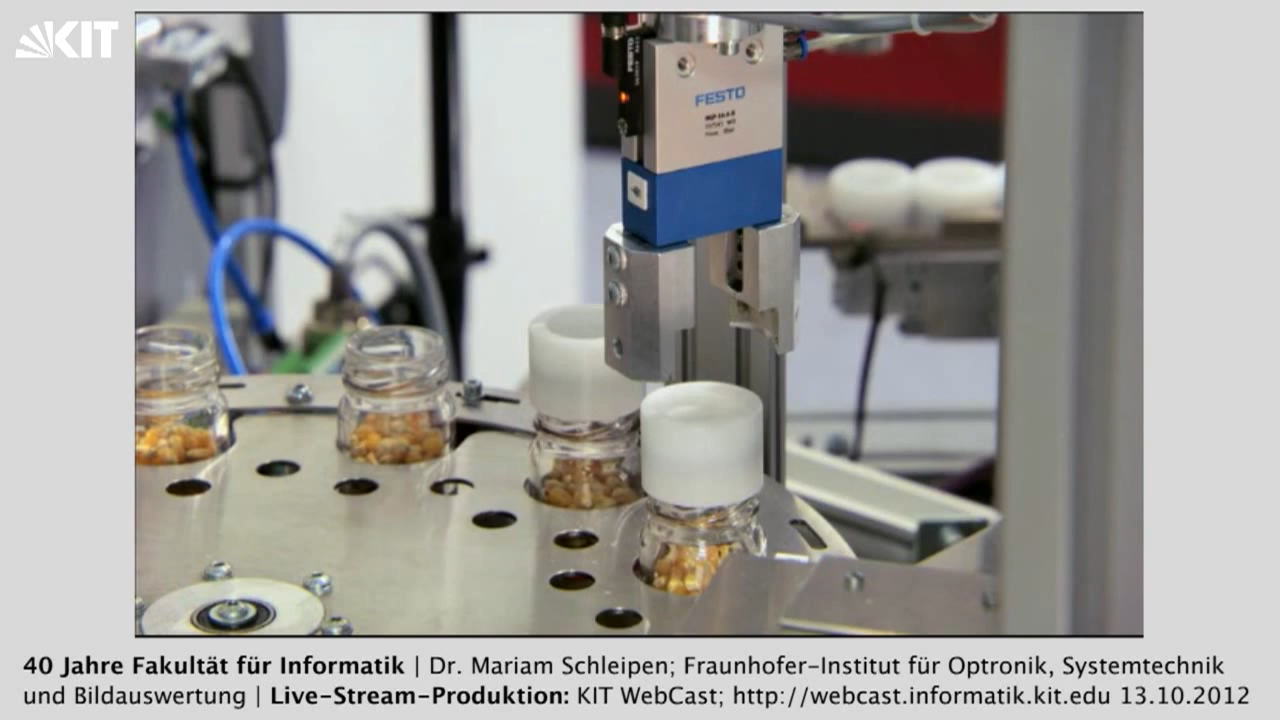 KIT
FESTO
FESTO
40 Jahre Fakultät für Informatik | Dr. Mariam Schleipen; Fraunhofer-Institut für Optronik, Systemtechnik
und Bildauswertung | Live-Stream-Produktion: KIT WebCast; http://webcast.informatik.kit.edu 13.10.2012